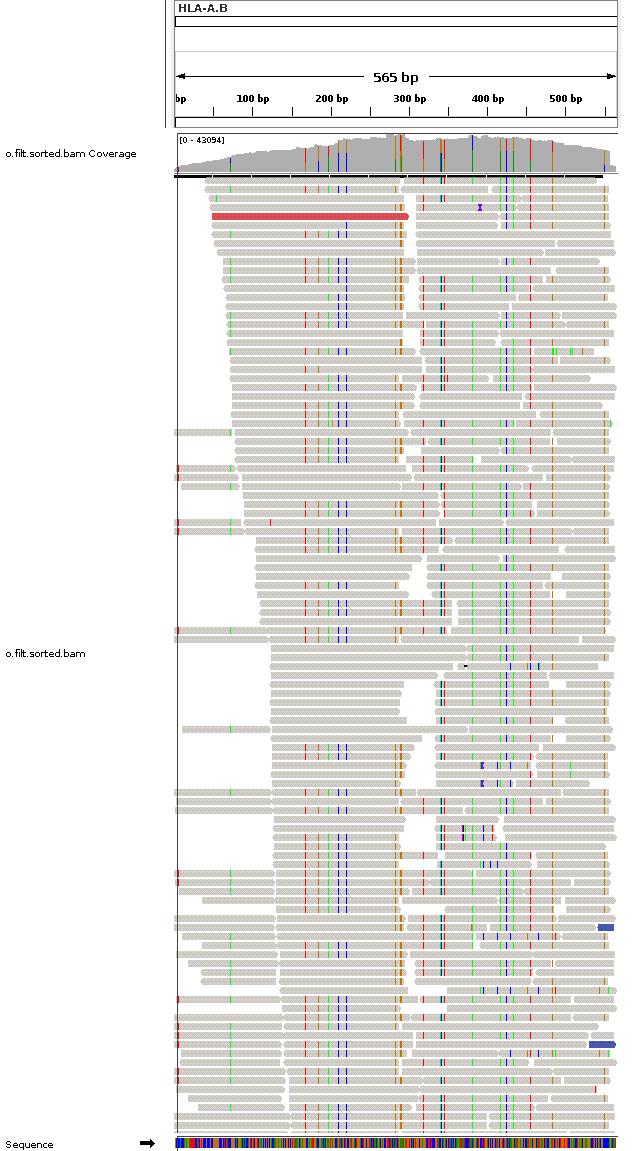 HLA-A.B
565 bp
bp 100 bp 200 bp 300 bp 400 bp 500 bp
[0 - 43094]
o.filt.sorted.bam Coverage
o.filt.sorted.bam
Sequence